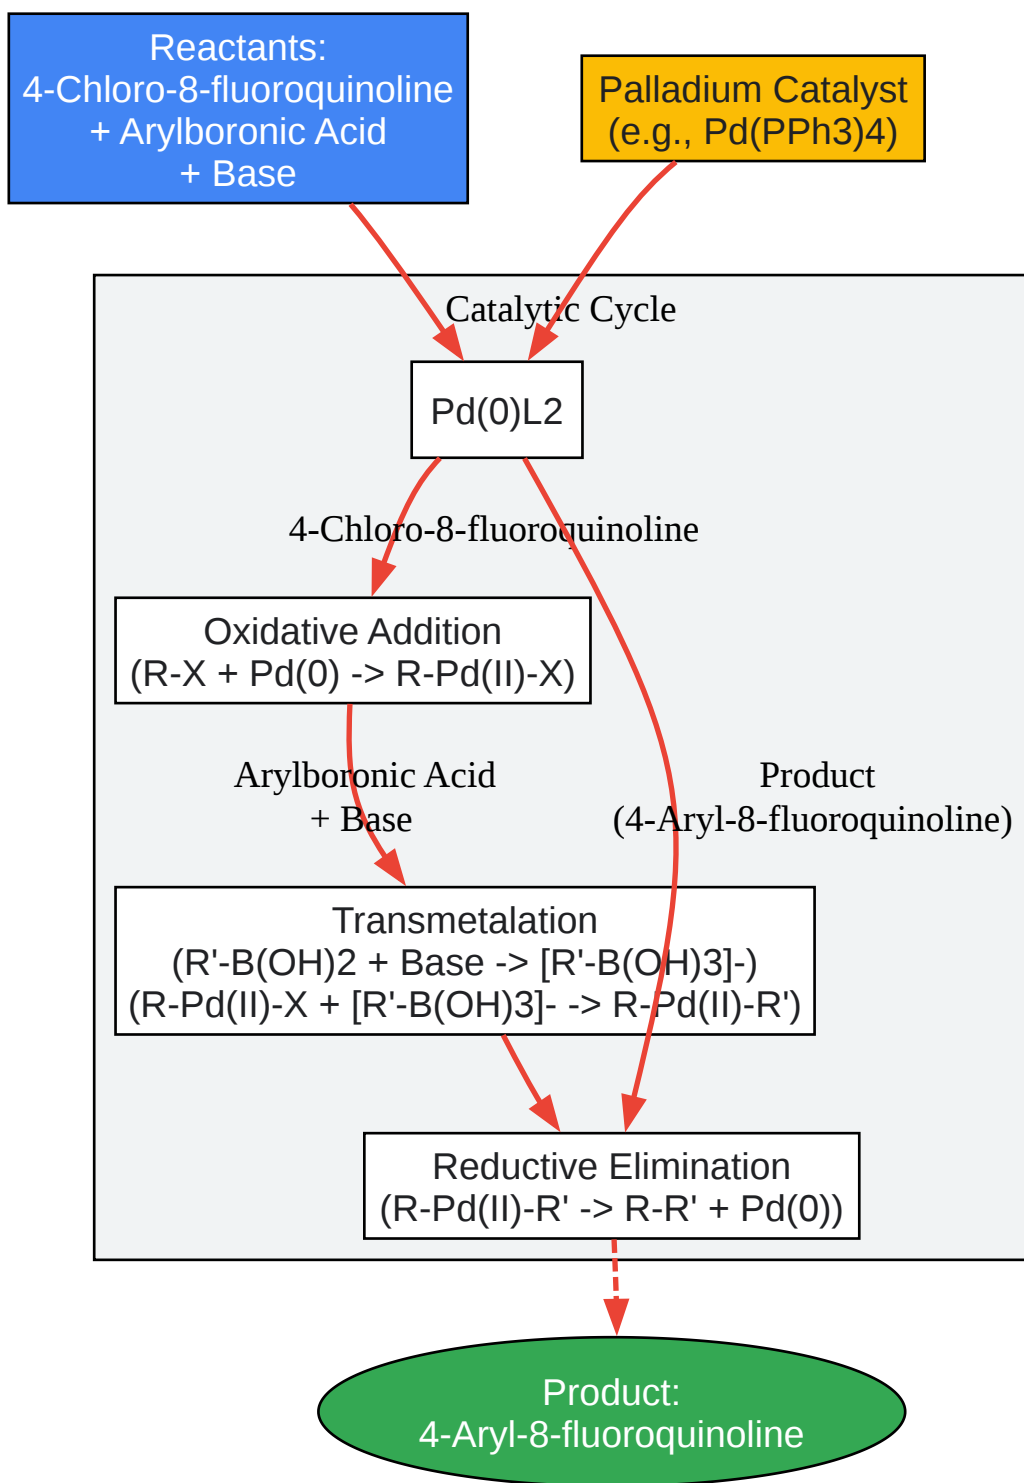 Reactants:
4-Chloro-8-fluoroquinoline
+ Arylboronic Acid
+ Base
Palladium Catalyst
(e.g., Pd(PPh3)4)
Catalytic Cycle
Pd(0)L2
4-Chloro-8-fluoroquinoline
Oxidative Addition
(R-X + Pd(0) -> R-Pd(II)-X)
Arylboronic Acid
+ Base
Product
(4-Aryl-8-fluoroquinoline)
Transmetalation
(R'-B(OH)2 + Base -> [R'-B(OH)3]-)
(R-Pd(II)-X + [R'-B(OH)3]- -> R-Pd(II)-R')
Reductive Elimination
(R-Pd(II)-R' -> R-R' + Pd(0))
Product:
4-Aryl-8-fluoroquinoline